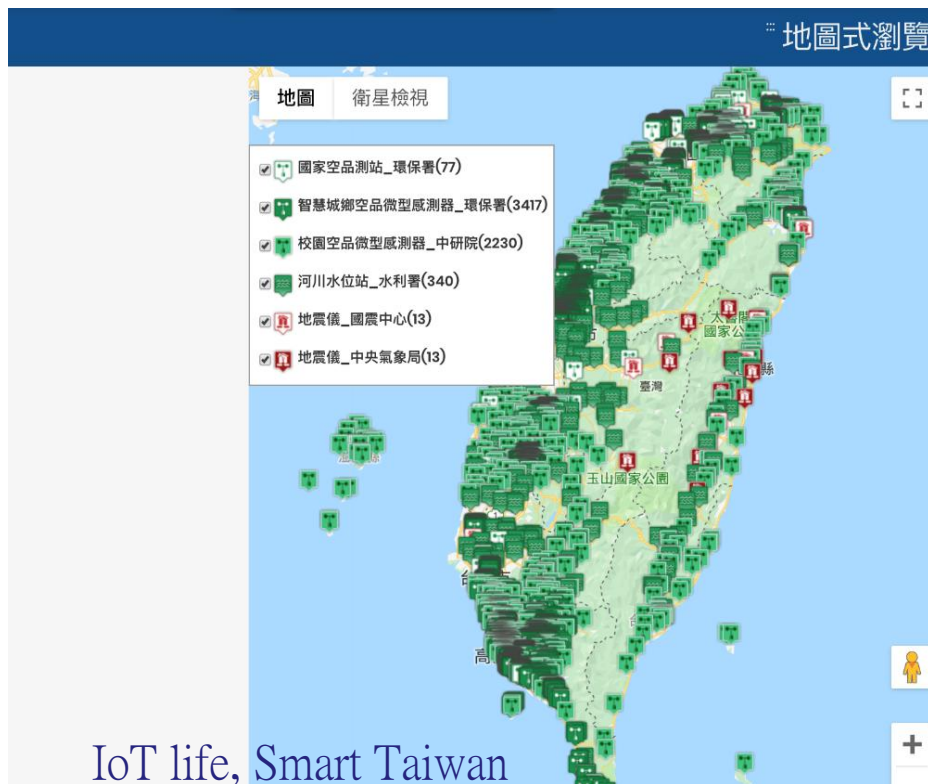 地圖式瀏覽
地圖
衛星檢視
國家空品測站_環保署(77)
智慧城鄉空品微型感測器_環保署(3417)
校園空品微型感測器_中研院(2230)
河川水位站_水利署(340)
地震儀_國震中心(13)
地震儀_中央氣象局(13)
國家公
臺灣
玉山國家公園
IoT life, Smart Taiwan